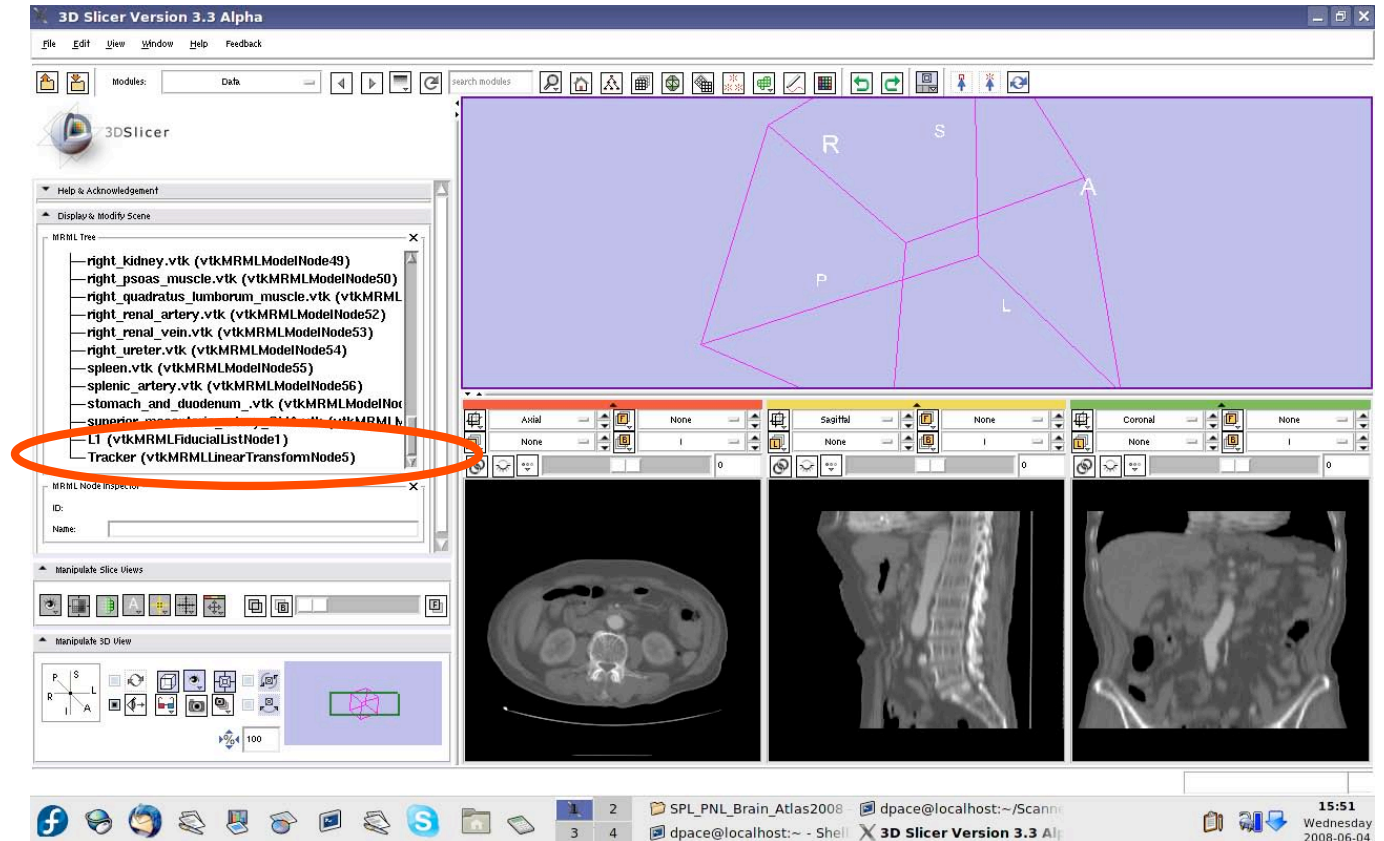 3D Slicer Version 3.3 Alpha
File Edit View Window Help Feedback
Modules: Data search modules
3DSlicer
Help & Acknowledgement
Display & Modify Scene
MRML Tree
right_kidney.vtk (vtkMRMLModelNode49)
right_psoas_muscle.vtk (vtkMRMLModelNode50)
right_quadratus_lumborum_muscle.vtk (vtkMRML
right_renal_artery.vtk (vtkMRMLModelNode52)
right_renal_vein.vtk (vtkMRMLModelNode53)
right_ureter.vtk (vtkMRMLModelNode54)
spleen.vtk (vtkMRMLModelNode55)
splenic_artery.vtk (vtkMRMLModelNode56)
stomach_and_duodenum_.vtk (vtkMRMLModelNo
L1 (vtkMRMLFiducialListNode1)
Tracker (vtkMRMLLinearTransformNode5)
MRML Node Inspector
ID:
Name:
Manipulate Slice Views
Manipulate 3D View
P S
R L
I A
100
R
S
A
P
L
Axial None
None I
0
Sagittal None
None I
0
Coronal None
None I
0
1 2
3 4
SPL_PNL_Brain_Atlas2008 -
dpace@localhost:~/Scann
dpace@localhost:~ - Shell
3D Slicer Version 3.3 Al
15:51
Wednesday
2008-06-04